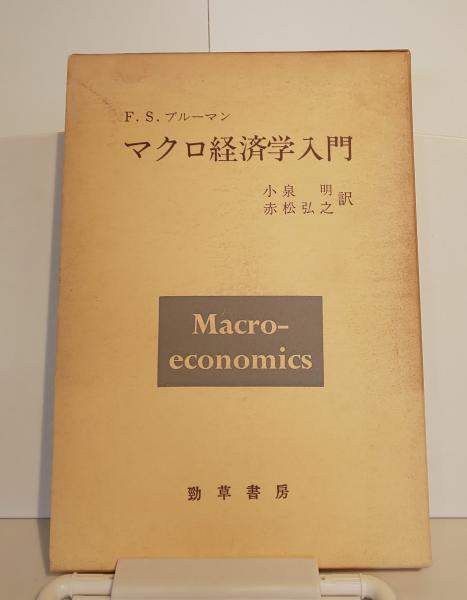 F. S. ブルーマン
マクロ経済学入門
小泉 明
赤松弘之 訳
Macro-
economics
勁草書房